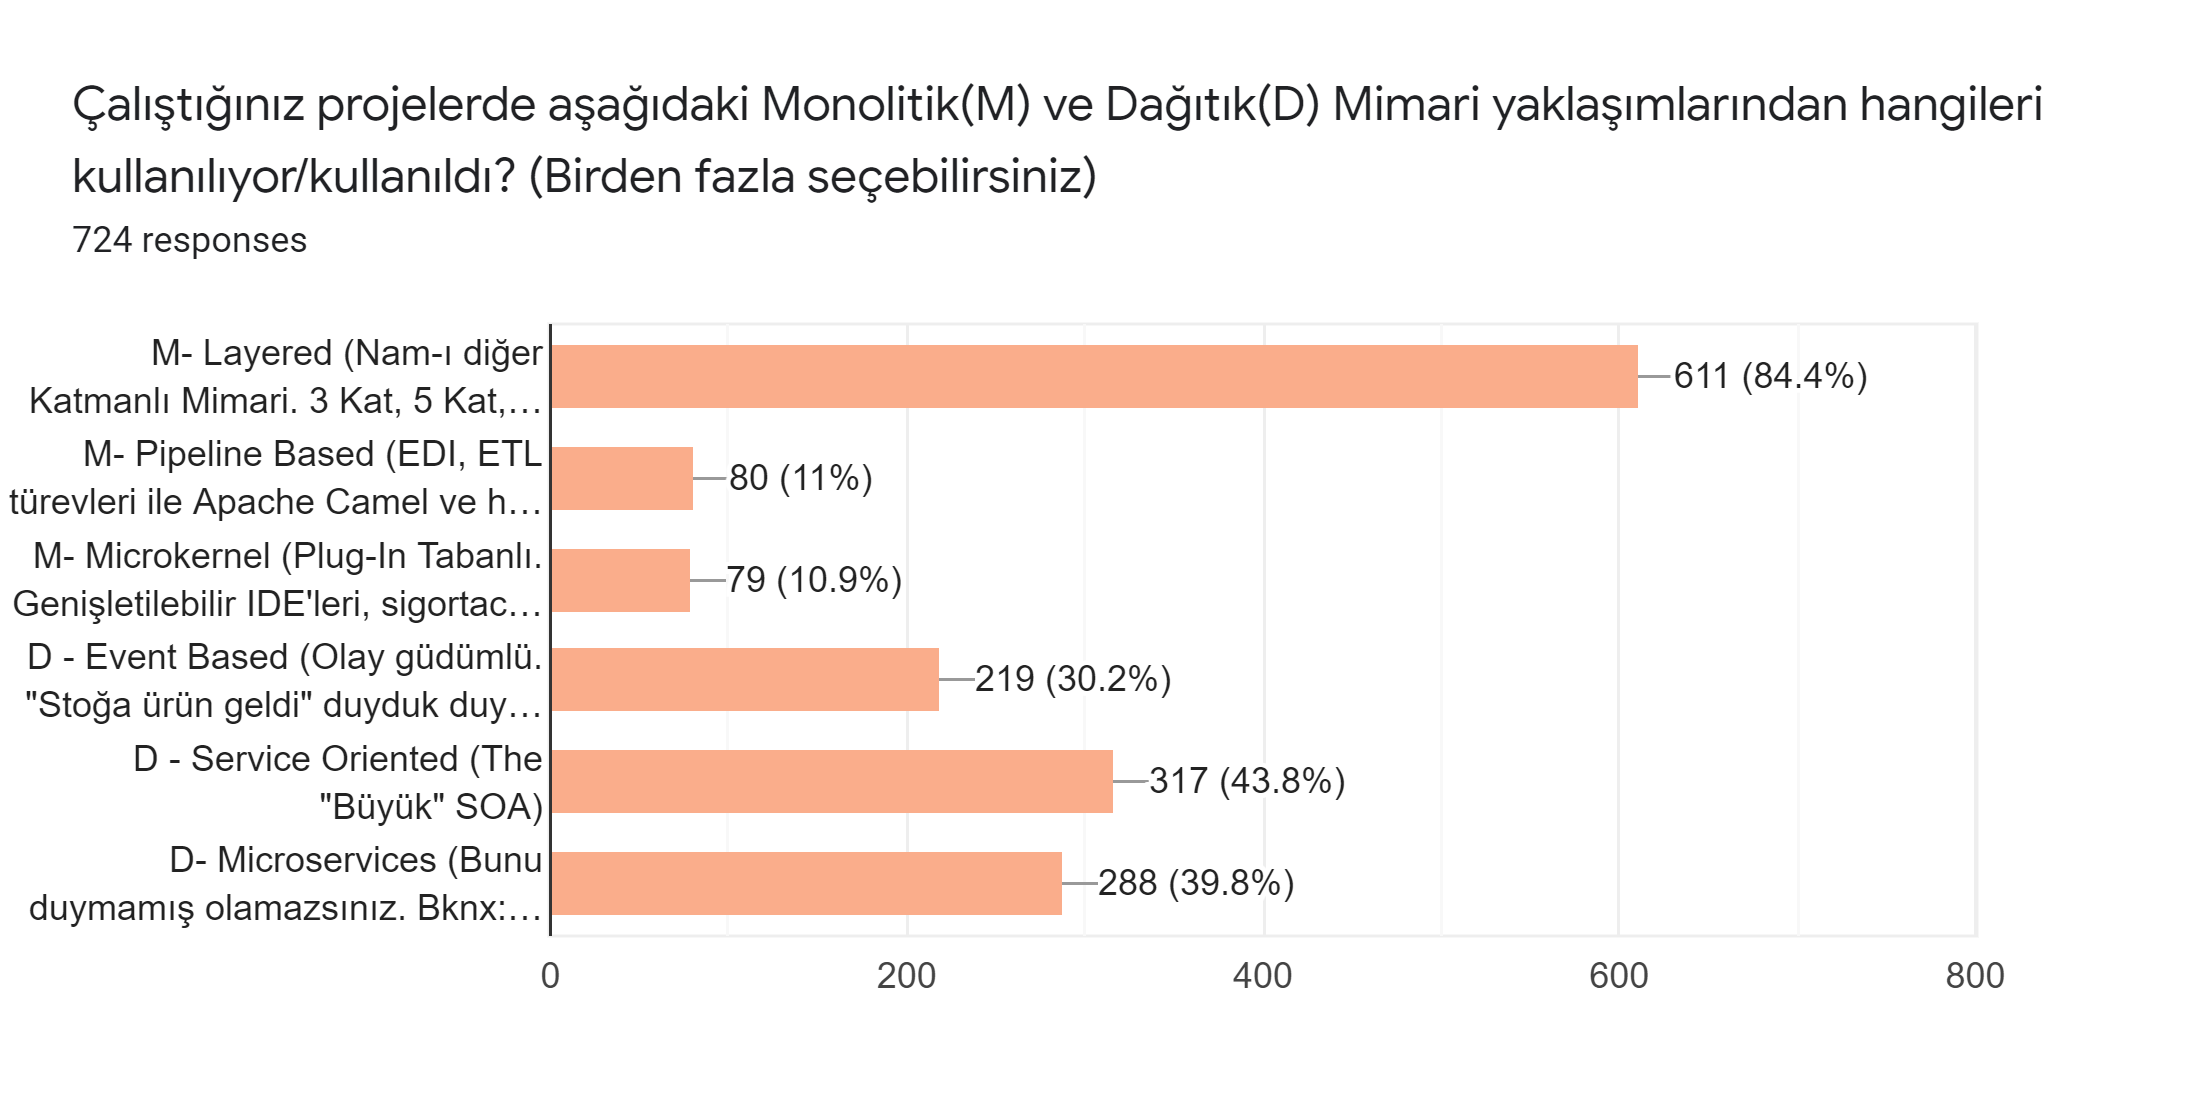 Çalıştığınız projelerde aşağıdaki Monolitik(M) ve Dağıtık(D) Mimari yaklaşımlarından hangileri
kullanılıyor/kullanıldı? (Birden fazla seçebilirsiniz)
724 responses
M- Layered (Nam-ı diğer
Katmanlı Mimari. 3 Kat, 5 Kat,…
611 (84.4%)
M- Pipeline Based (EDI, ETL
türevleri ile Apache Camel ve h…
80 (11%)
M- Microkernel (Plug-In Tabanlı.
Genişletilebilir IDE'leri, sigortac…
79 (10.9%)
D - Event Based (Olay güdümlü.
"Stoğa ürün geldi" duyduk duy…
219 (30.2%)
D - Service Oriented (The
"Büyük" SOA)
317 (43.8%)
D- Microservices (Bunu
duymamış olamazsınız. Bknx:…
288 (39.8%)
0 200 400 600 800